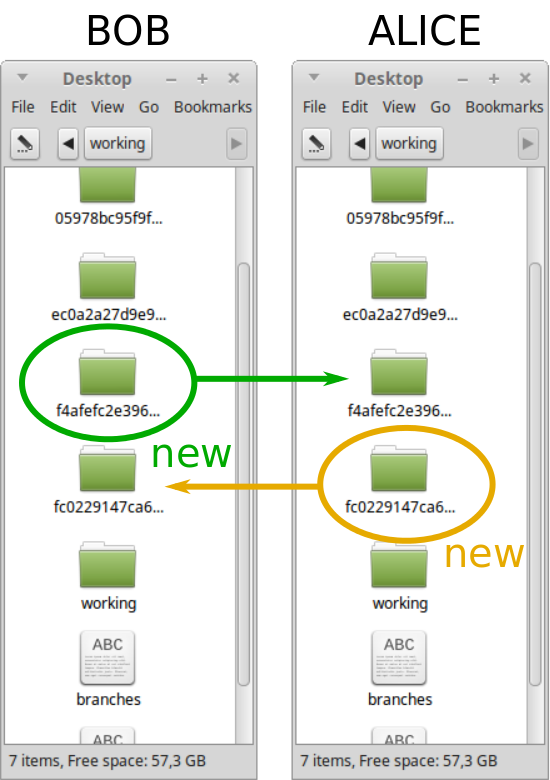 BOB
Desktop
File Edit View Go Bookmarks
working
05978bc95f9f...
ec0a2a27d9e9...
f4afefc2e396...
new
fc0229147ca6...
working
ABC
branches
ABC
7 items, Free space: 57,3 GB
ALICE
Desktop
File Edit View Go Bookmarks
working
05978bc95f9f...
ec0a2a27d9e9...
f4afefc2e396...
fc0229147ca6...
new
working
ABC
branches
ABC
7 items, Free space: 57,3 GB